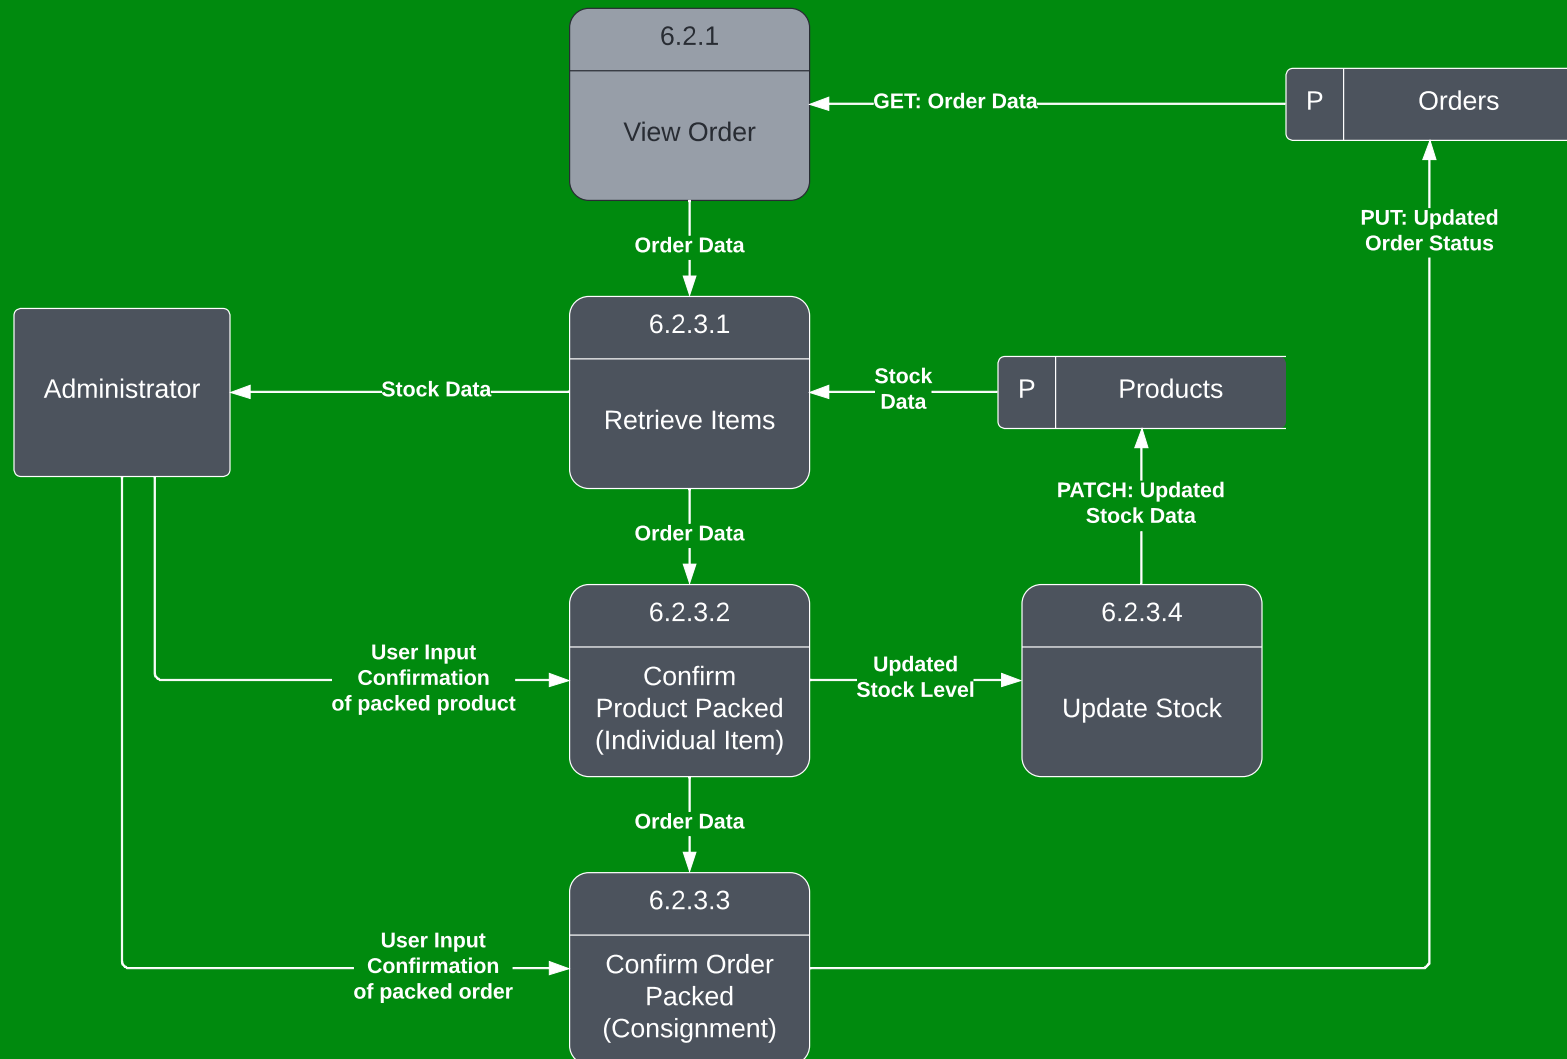 6.2.1
View Order
GET: Order Data
P
Orders
PUT: Updated
Order Status
Order Data
Administrator
Stock Data
6.2.3.1
Retrieve Items
Stock
Data
P
Products
PATCH: Updated
Stock Data
Order Data
User Input
Confirmation
of packed product
6.2.3.2
Confirm
Product Packed
(Individual Item)
Updated
Stock Level
6.2.3.4
Update Stock
Order Data
User Input
Confirmation
of packed order
6.2.3.3
Confirm Order
Packed
(Consignment)